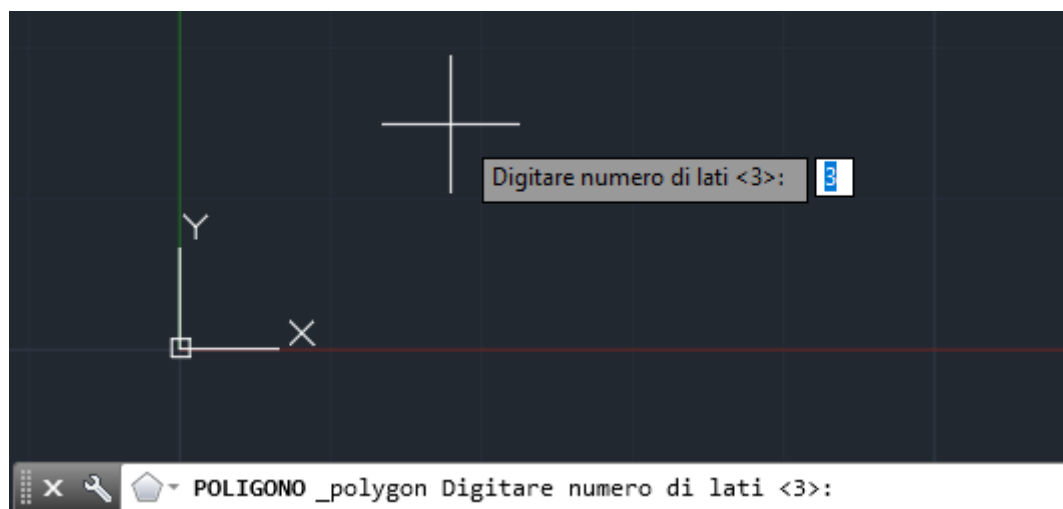 Digitare numero di lati <3>: 3
Y
X
POLIGONO _polygon Digitare numero di lati <3>: